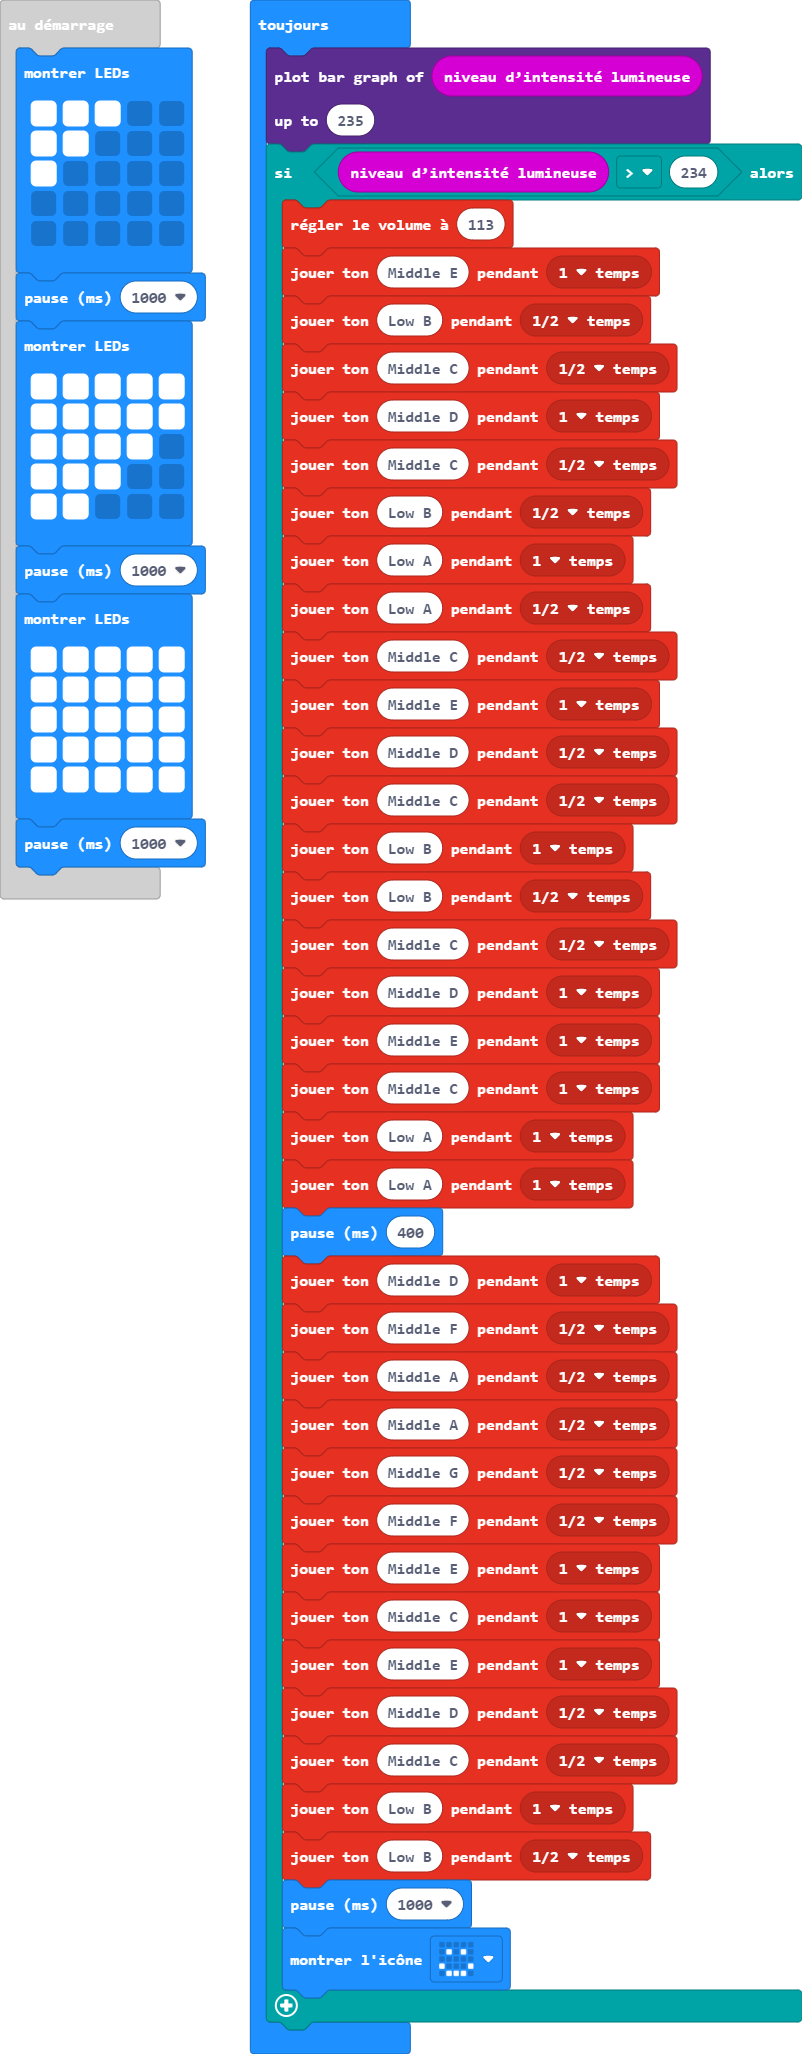 au démarrage
montrer LEDs
pause (ms) 1000
montrer LEDs
pause (ms) 1000
montrer LEDs
pause (ms) 1000
toujours
plot bar graph of niveau d’intensité lumineuse
up to 235
si niveau d’intensité lumineuse > 234 alors
régler le volume à 113
jouer ton Middle E pendant 1 temps
jouer ton Low B pendant 1/2 temps
jouer ton Middle C pendant 1/2 temps
jouer ton Middle D pendant 1 temps
jouer ton Middle C pendant 1/2 temps
jouer ton Low B pendant 1/2 temps
jouer ton Low A pendant 1 temps
jouer ton Low A pendant 1/2 temps
jouer ton Middle C pendant 1/2 temps
jouer ton Middle E pendant 1 temps
jouer ton Middle D pendant 1/2 temps
jouer ton Middle C pendant 1/2 temps
jouer ton Low B pendant 1 temps
jouer ton Low B pendant 1/2 temps
jouer ton Middle C pendant 1/2 temps
jouer ton Middle D pendant 1 temps
jouer ton Middle E pendant 1 temps
jouer ton Middle C pendant 1 temps
jouer ton Low A pendant 1 temps
jouer ton Low A pendant 1 temps
pause (ms) 400
jouer ton Middle D pendant 1 temps
jouer ton Middle F pendant 1/2 temps
jouer ton Middle A pendant 1/2 temps
jouer ton Middle A pendant 1/2 temps
jouer ton Middle G pendant 1/2 temps
jouer ton Middle F pendant 1/2 temps
jouer ton Middle E pendant 1 temps
jouer ton Middle C pendant 1 temps
jouer ton Middle E pendant 1 temps
jouer ton Middle D pendant 1/2 temps
jouer ton Middle C pendant 1/2 temps
jouer ton Low B pendant 1 temps
jouer ton Low B pendant 1/2 temps
pause (ms) 1000
montrer l'icône